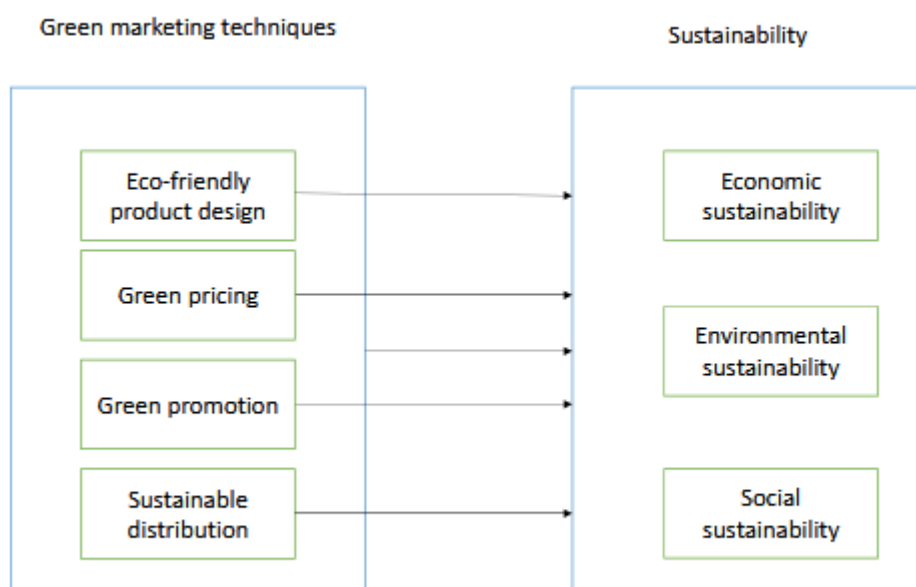 Green marketing techniques
Sustainability
Eco-friendly
product design
Green pricing
Green promotion
Sustainable
distribution
Economic
sustainability
Environmental
sustainability
Social
sustainability